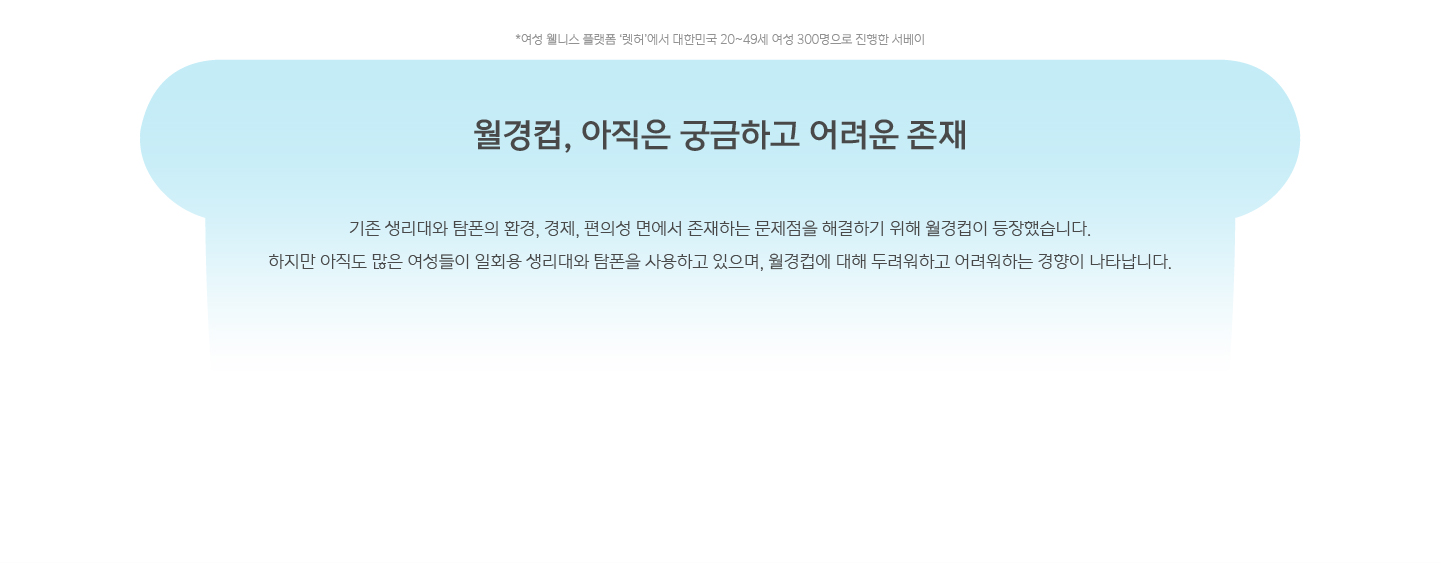 *여성 웰니스 플랫폼 ‘렛허’에서 대한민국 20~49세 여성 300명으로 진행한 서베이
월경컵, 아직은 궁금하고 어려운 존재
기존 생리대와 탐폰의 환경, 경제, 편의성 면에서 존재하는 문제점을 해결하기 위해 월경컵이 등장했습니다.
하지만 아직도 많은 여성들이 일회용 생리대와 탐폰을 사용하고 있으며, 월경컵에 대해 두려워하고 어려워하는 경향이 나타납니다.